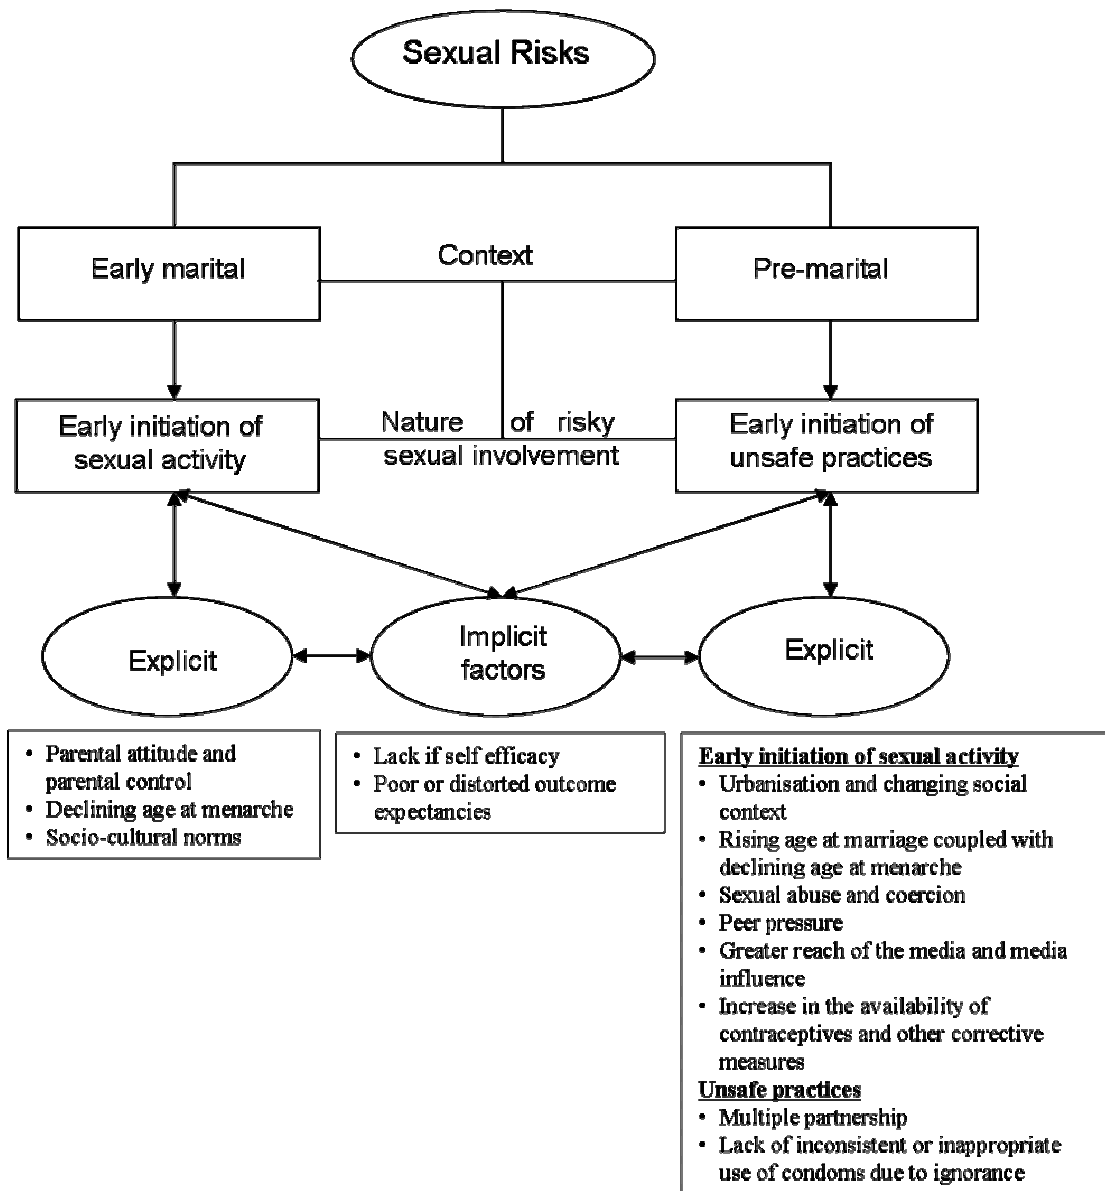 Sexual Risks
Early marital
Context
Pre-marital
Early initiation of
sexual activity
Nature of risky
sexual involvement
Early initiation of
unsafe practices
Explicit
Implicit
factors
Explicit
• Parental attitude and
parental control
• Declining age at menarche
• Socio-cultural norms
• Lack if self efficacy
• Poor or distorted outcome
expectancies
Early initiation of sexual activity
• Urbanisation and changing social
context
• Rising age at marriage coupled with
declining age at menarche
• Sexual abuse and coercion
• Peer pressure
• Greater reach of the media and media
influence
• Increase in the availability of
contraceptives and other corrective
measures
Unsafe practices
• Multiple partnership
• Lack of inconsistent or inappropriate
use of condoms due to ignorance